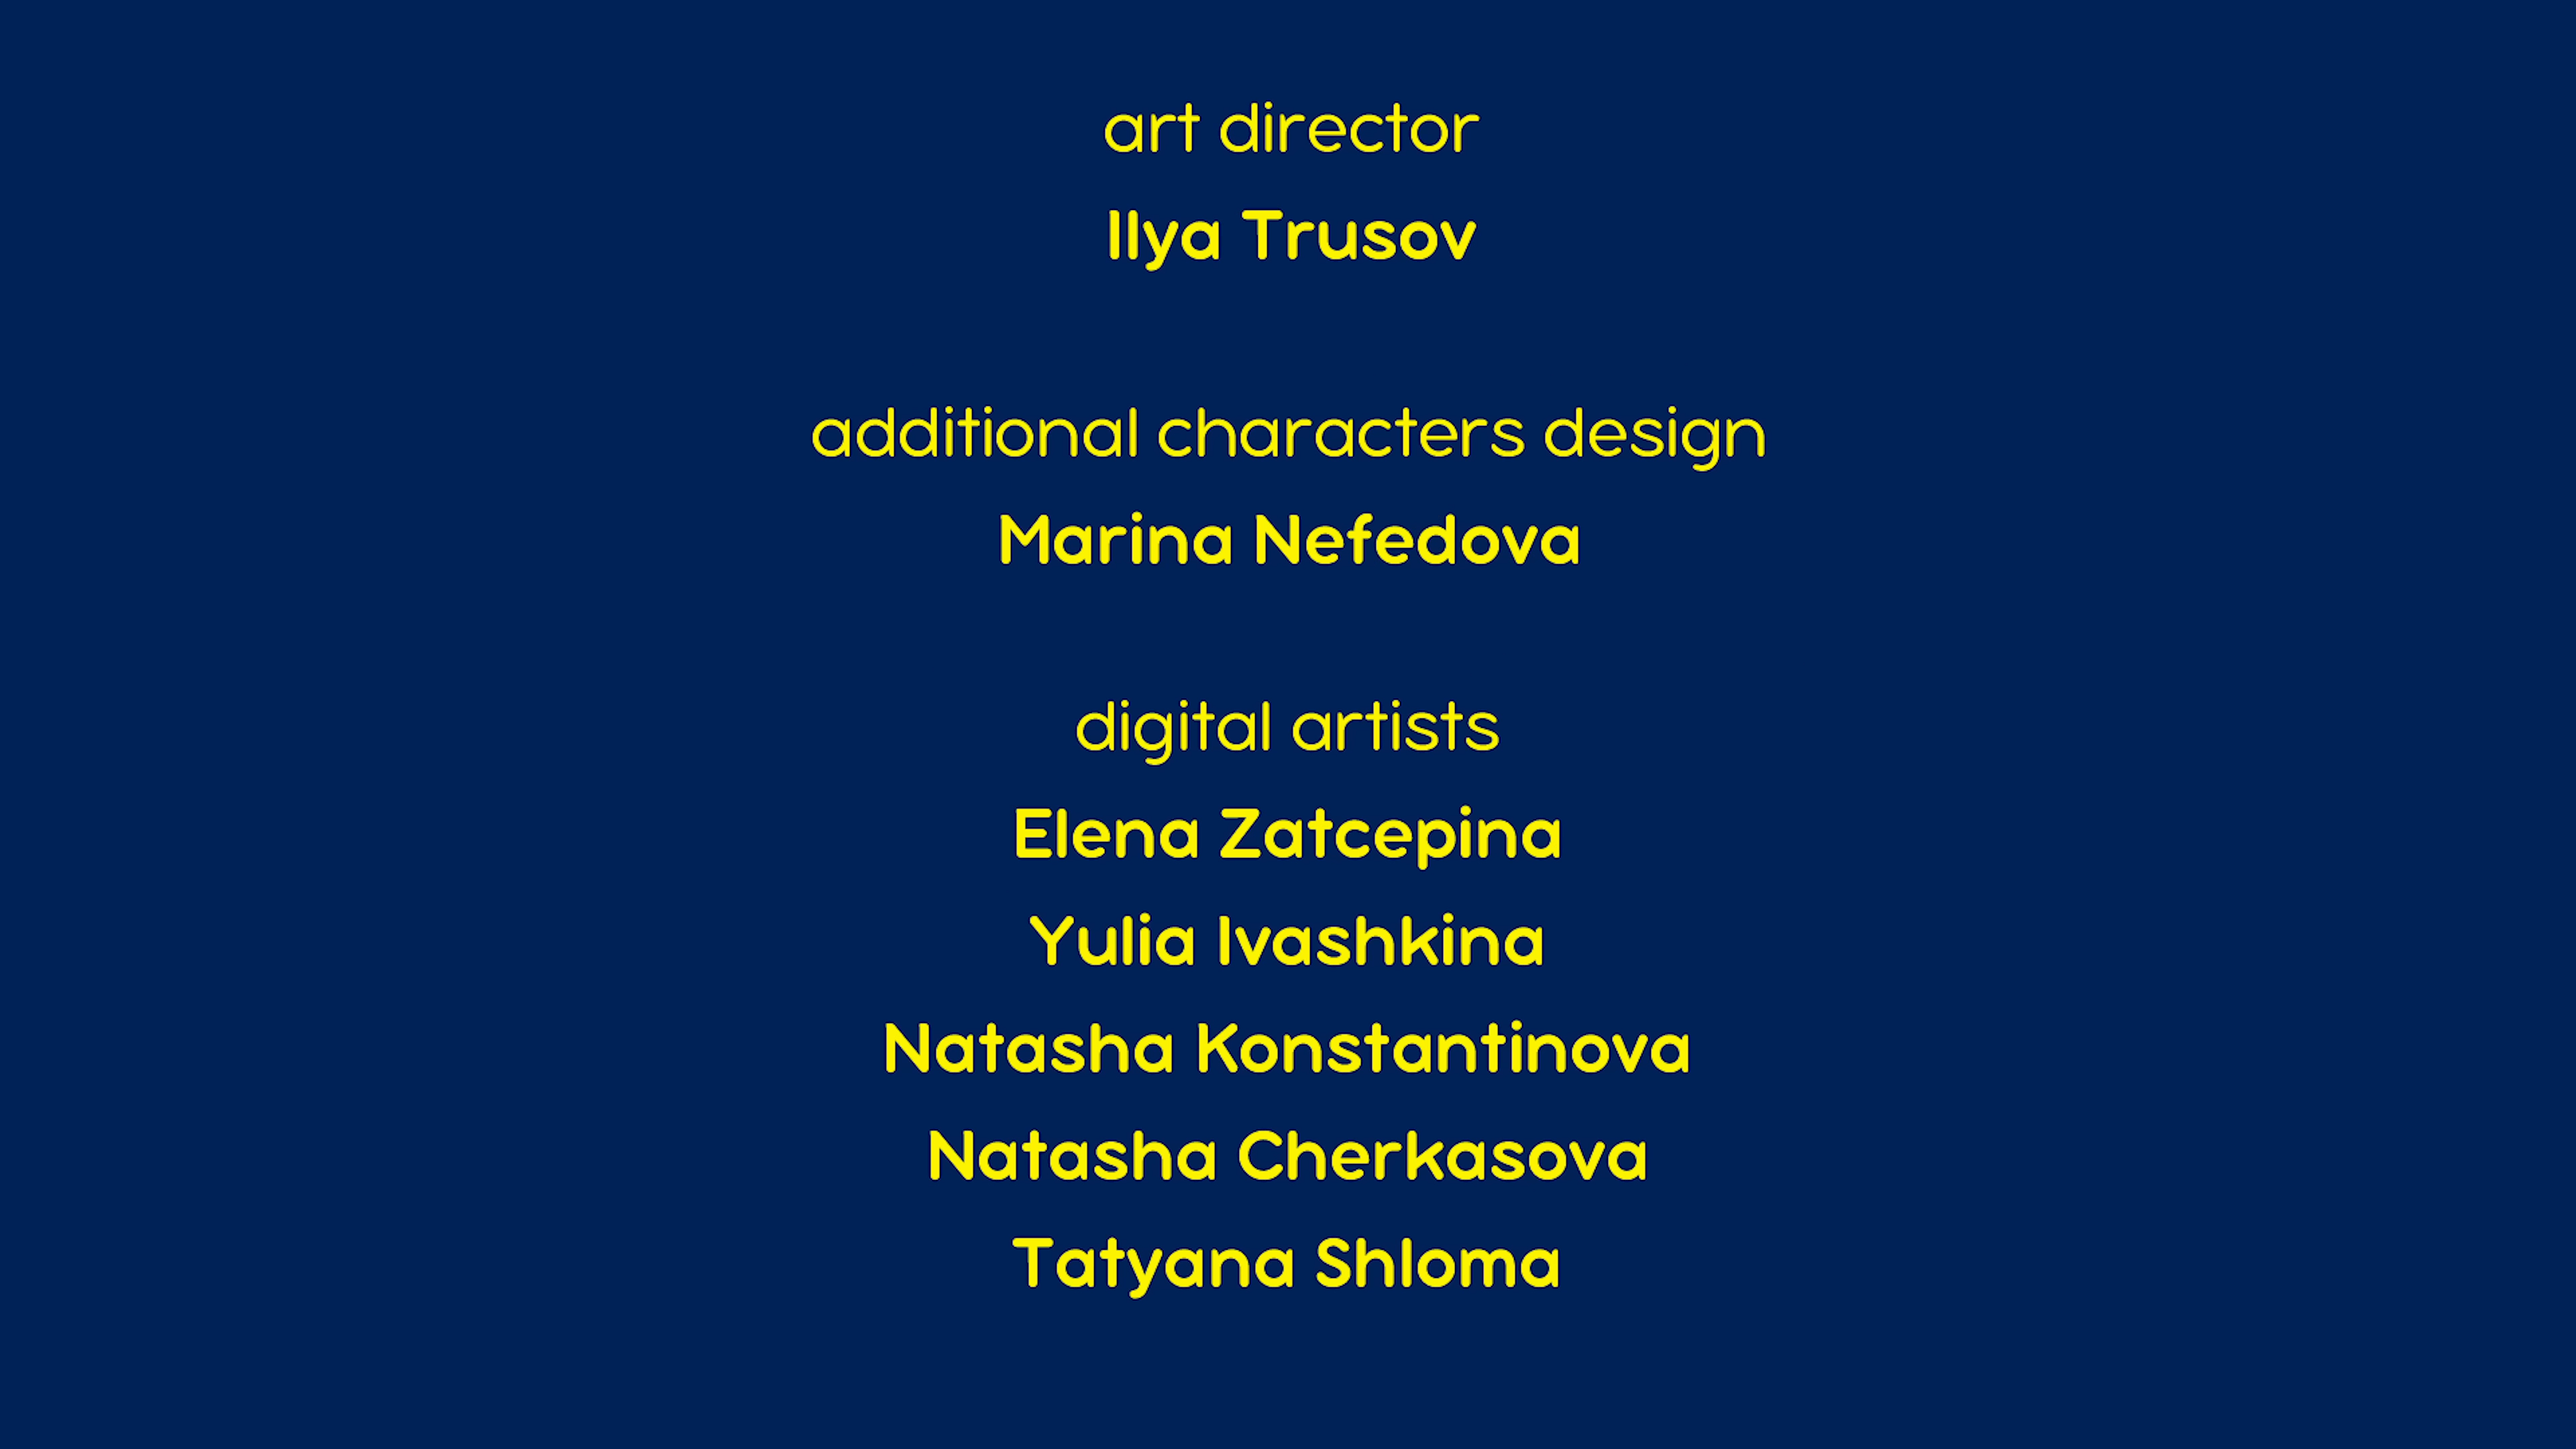 art director
Ilya Trusov
additional characters design
Marina Nefedova
digital artists
Elena Zatcepina
Yulia Ivashkina
Natasha Konstantinova
Natasha Cherkasova
Tatyana Shloma